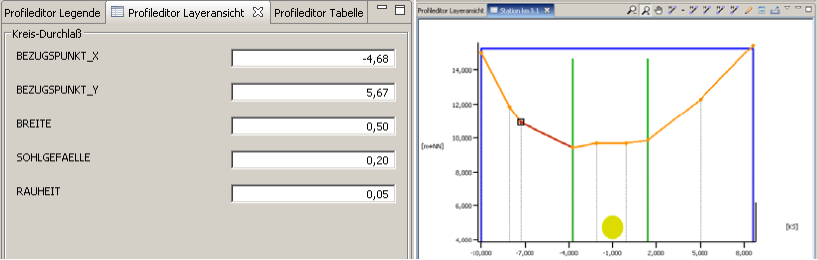 Profileditor Legende
Profileditor Layeransicht
Profileditor Tabelle
Kreis-Durchlaß
BEZUGSPUNKT_X
-4,68
BEZUGSPUNKT_Y
5,67
BREITE
0,50
SOHLGEFAELLE
0,20
RAUHEIT
0,05
Profileditor Layeransicht
Station km 3.1
14,000
12,000
10,000
[m+NN]
8,000
6,000
4,000
[KS]
-10,000
-7,000
-4,000
-1,000
2,000
5,000
8,000